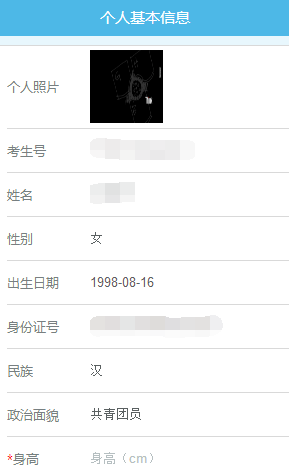 个人基本信息
个人照片
考生号
姓名
性别 女
出生日期 1998-08-16
身份证号
民族 汉
政治面貌 共青团员
*身高 身高（cm）